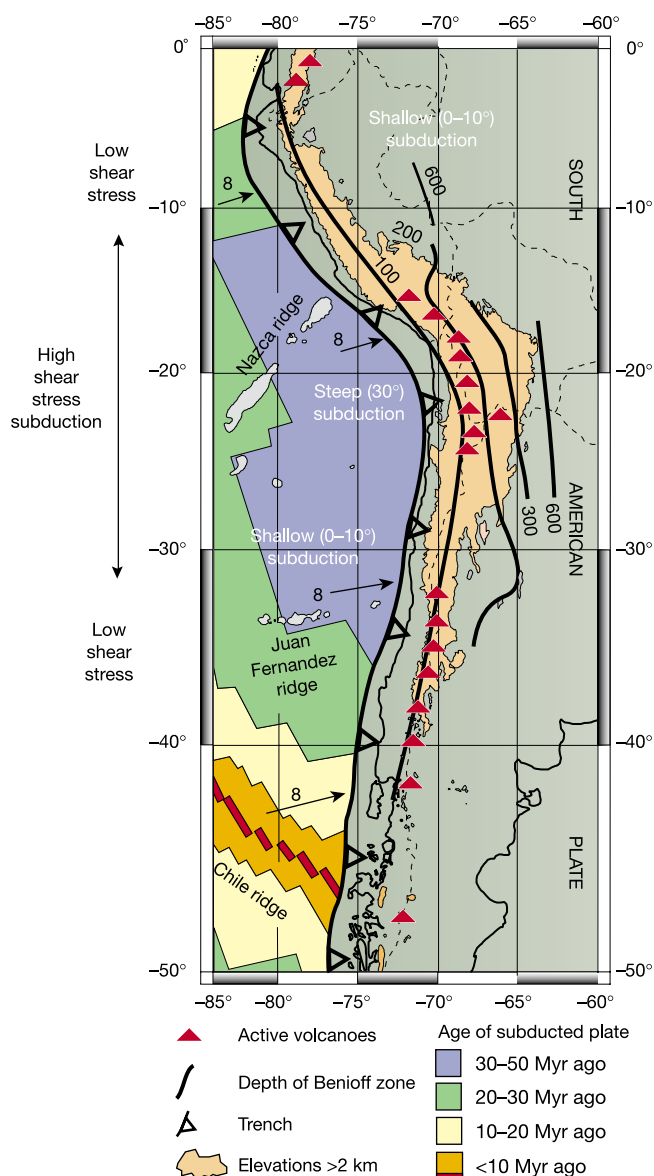 −85° −80° −75° −70° −65° −60°
0° 0°
Shallow (0–10°)
subduction
Low
shear
stress
8
600
SOUTH
−10° −10°
200
100
Nazca ridge
8
High
shear
stress
subduction
−20° −20°
Steep (30°)
subduction
AMERICAN
300
600
Shallow (0–10°)
subduction
−30° −30°
8
Low
shear
stress
Juan
Fernandez
ridge
−40° −40°
8
PLATE
Chile ridge
−50° −50°
−85° −80° −75° −70° −65° −60°
Active volcanoes
Depth of Benioff zone
Trench
Elevations >2 km
Age of subducted plate
30–50 Myr ago
20–30 Myr ago
10–20 Myr ago
<10 Myr ago